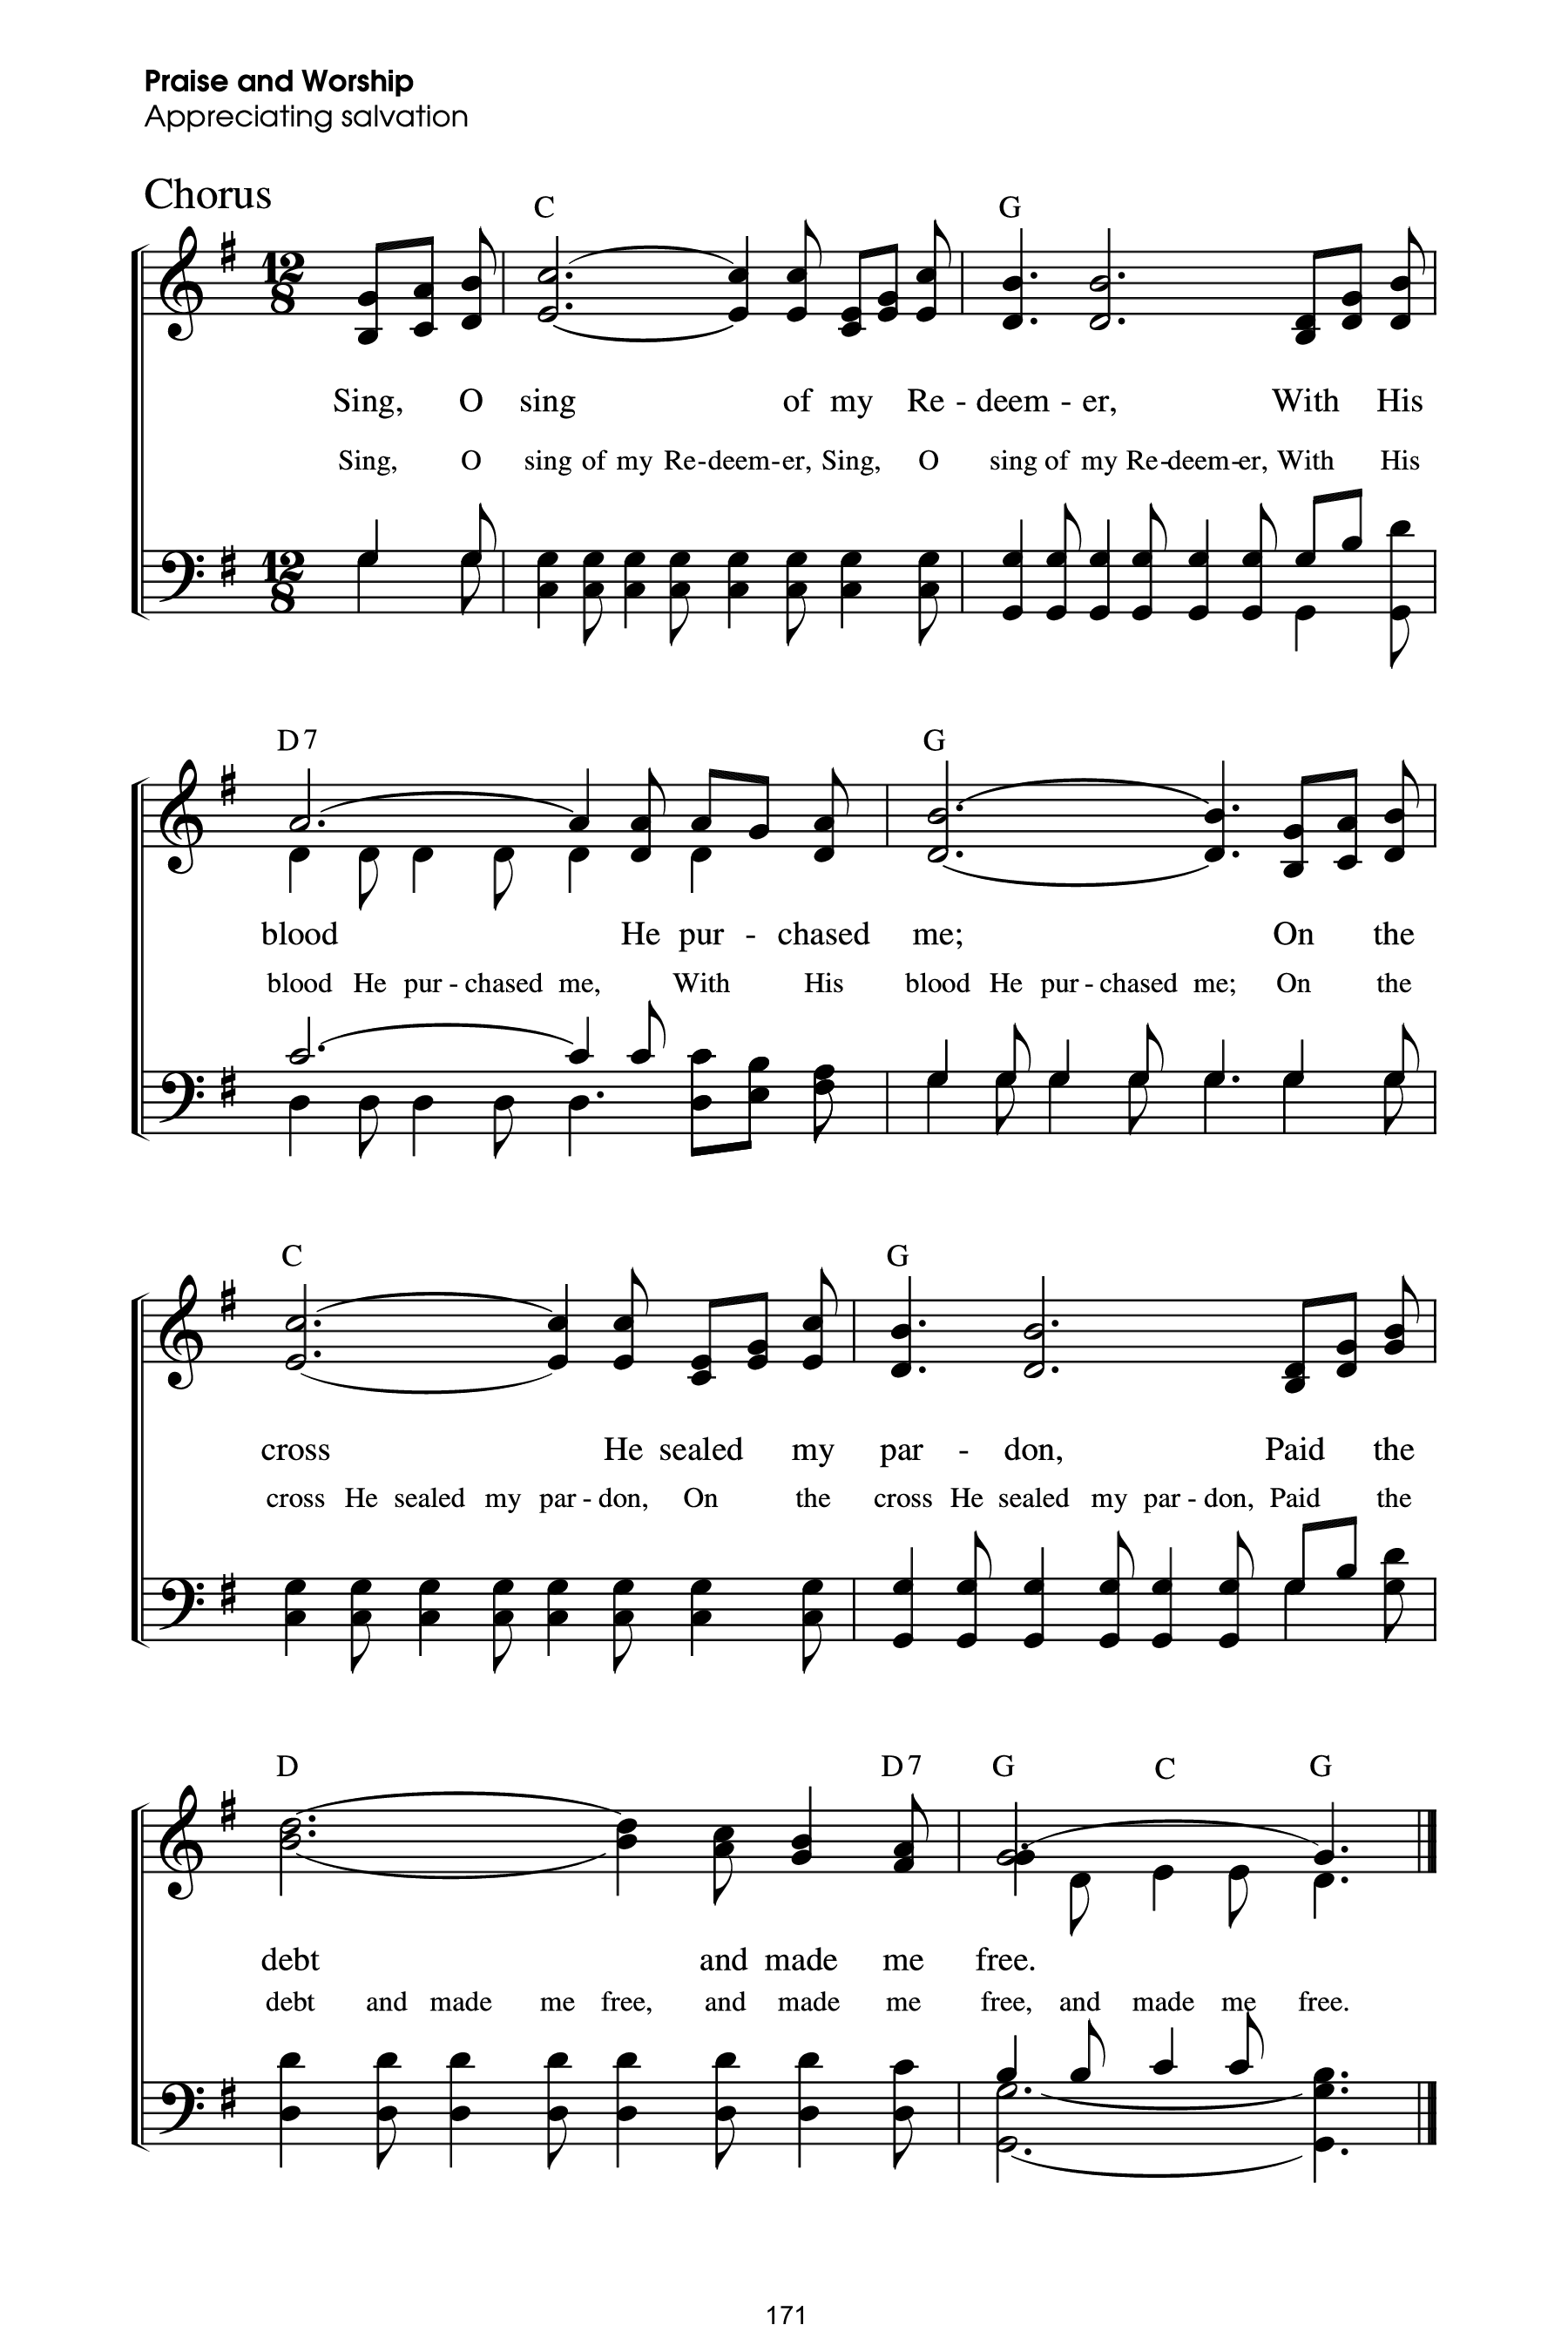 Praise and Worship
Appreciating salvation
Chorus
C G
12 8
Sing, O sing of my Re - deem - er, With His
Sing, O sing of my Re-deem-er, Sing, O sing of my Re-deem-er, With His
12 8
D7 G
blood He pur - chased me; On the
blood He pur - chased me, With His blood He pur - chased me; On the
C G
cross He sealed my par - don, Paid the
cross He sealed my par - don, On the cross He sealed my par - don, Paid the
D D7 G C G
debt and made me free.
debt and made me free, and made me free, and made me free.
171